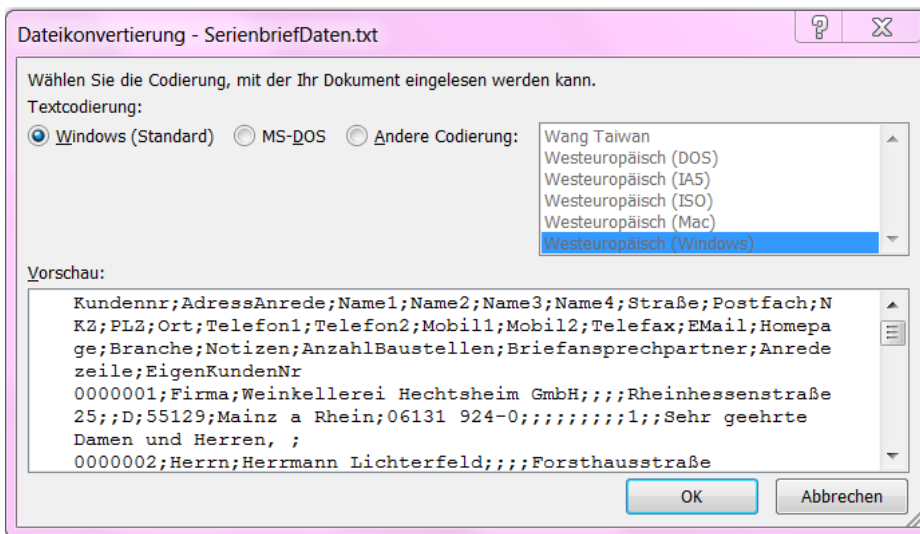 Dateikonvertierung - SerienbriefDaten.txt
Wählen Sie die Codierung, mit der Ihr Dokument eingelesen werden kann.
Textcodierung:
Windows (Standard) MS-DOS Andere Codierung:
Wang Taiwan
Westeuropäisch (DOS)
Westeuropäisch (IA5)
Westeuropäisch (ISO)
Westeuropäisch (Mac)
Westeuropäisch (Windows)
Vorschau:
Kundennr;AdressAnrede;Name1;Name2;Name3;Name4;Straße;Postfach;N
KZ;PLZ;Ort;Telefon1;Telefon2;Mobil1;Mobil2;Telefax;EMail;Homepa
ge;Branche;Notizen;AnzahlBaustellen;Briefansprechpartner;Anrede
zeile;EigenKundenNr
0000001;Firma;Weinkellerei Hechtsheim GmbH;;;;Rheinhessenstraße
25;;D;55129;Mainz a Rhein;06131 924-0;;;;;;;;;1;;Sehr geehrte
Damen und Herren, ;
0000002;Herrn;Herrmann Lichterfeld;;;;Forsthausstraße
OK Abbrechen